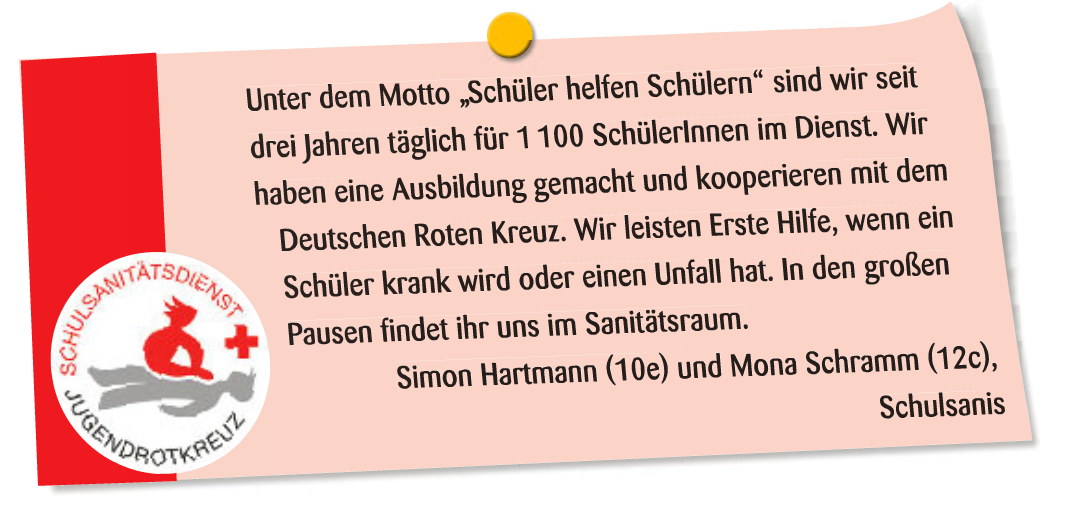 Unter dem Motto „Schüler helfen Schülern“ sind wir seit
drei Jahren täglich für 1 100 SchülerInnen im Dienst. Wir
haben eine Ausbildung gemacht und kooperieren mit dem
Deutschen Roten Kreuz. Wir leisten Erste Hilfe, wenn ein
Schüler krank wird oder einen Unfall hat. In den großen
Pausen findet ihr uns im Sanitätsraum.
Simon Hartmann (10e) und Mona Schramm (12c),
Schulsanis
SCHULSANITÄTSDIENST
JUGENDROTKREUZ